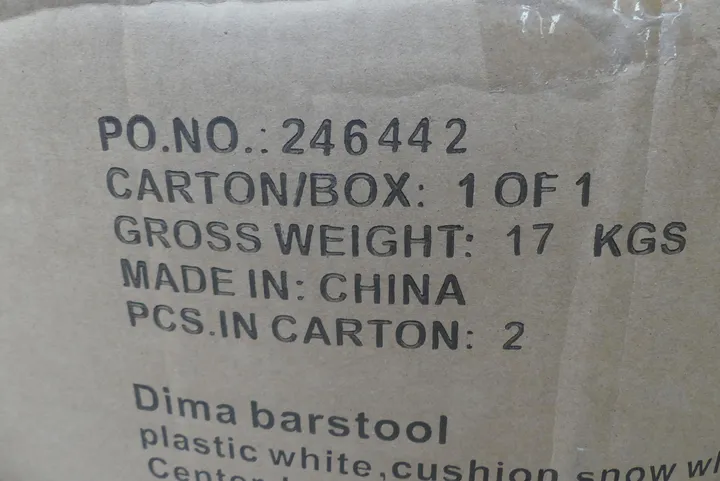 PO.NO.: 246442
CARTON/BOX: 1 OF 1
GROSS WEIGHT: 17 KGS
MADE IN: CHINA
PCS.IN CARTON: 2
Dima barstool
plastic white,cushion snow